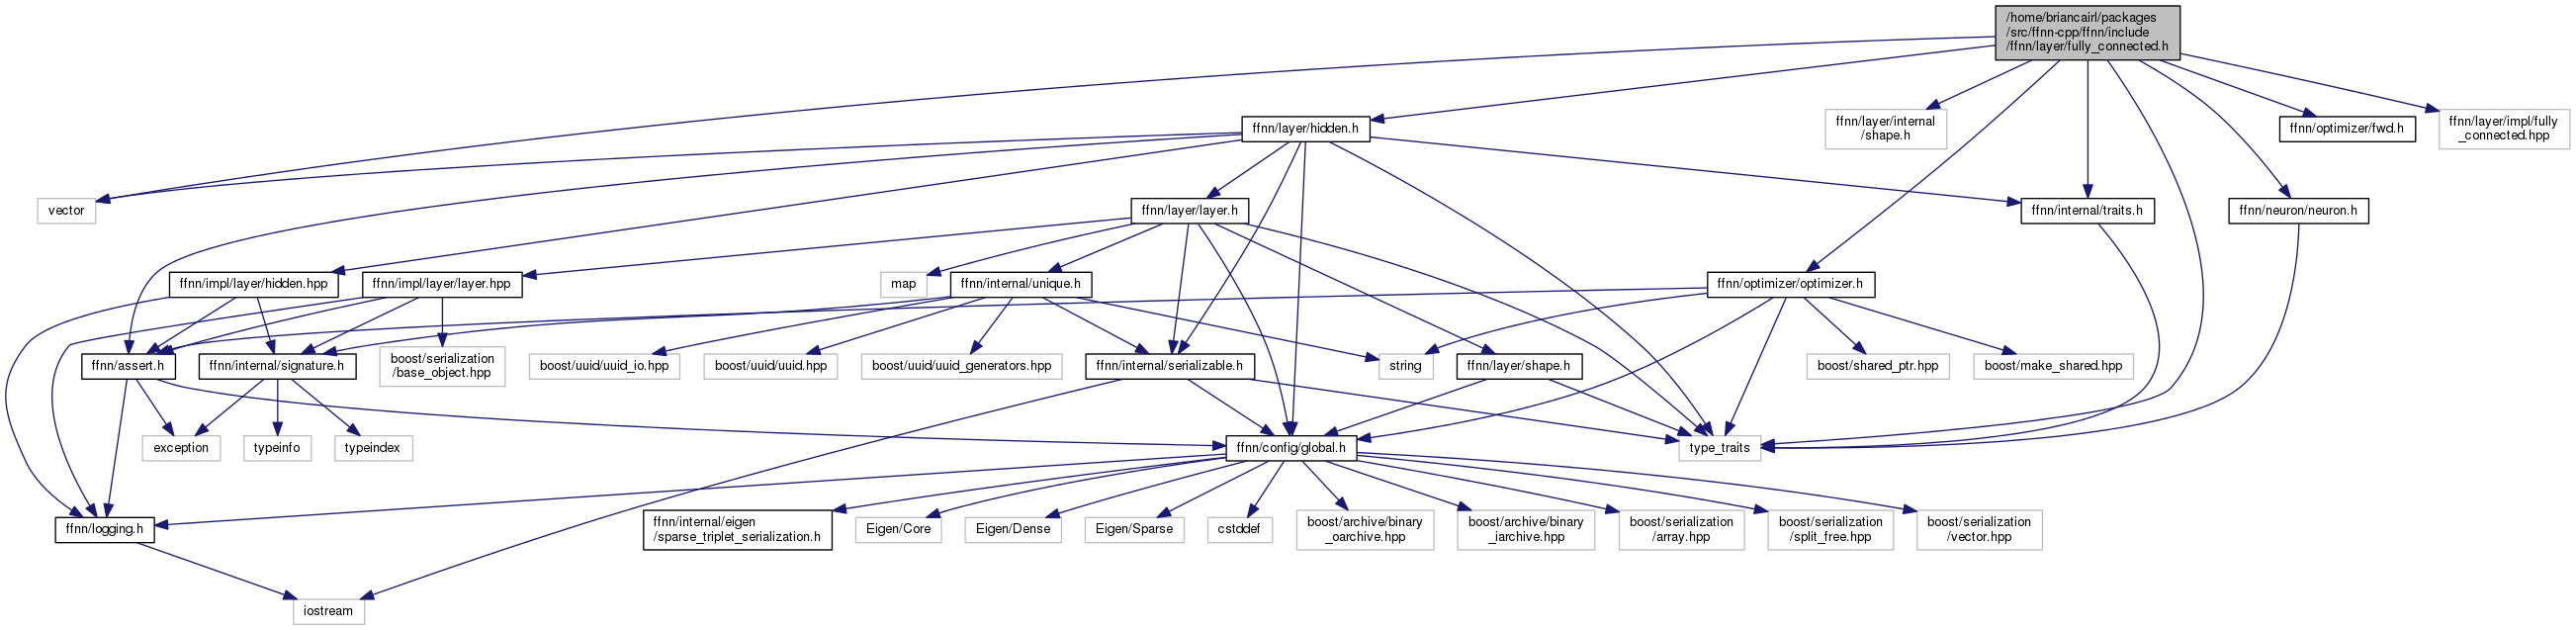 /home/briancairl/packages
/src/ffnn-cpp/ffnn/include
/ffnn/layer/fully_connected.h
ffnn/layer/hidden.h
ffnn/layer/internal
/shape.h
ffnn/optimizer/fwd.h
ffnn/layer/impl/fully
_connected.hpp
vector
ffnn/layer/layer.h
ffnn/internal/traits.h
ffnn/neuron/neuron.h
ffnn/impl/layer/hidden.hpp
ffnn/impl/layer/layer.hpp
map
ffnn/internal/unique.h
ffnn/optimizer/optimizer.h
ffnn/assert.h
ffnn/internal/signature.h
boost/serialization
/base_object.hpp
boost/uuid/uuid_io.hpp
boost/uuid/uuid.hpp
boost/uuid/uuid_generators.hpp
ffnn/internal/serializable.h
string
ffnn/layer/shape.h
boost/shared_ptr.hpp
boost/make_shared.hpp
exception
typeinfo
typeindex
ffnn/config/global.h
type_traits
ffnn/logging.h
ffnn/internal/eigen
/sparse_triplet_serialization.h
Eigen/Core
Eigen/Dense
Eigen/Sparse
cstddef
boost/archive/binary
_oarchive.hpp
boost/archive/binary
_iarchive.hpp
boost/serialization
/array.hpp
boost/serialization
/split_free.hpp
boost/serialization
/vector.hpp
iostream